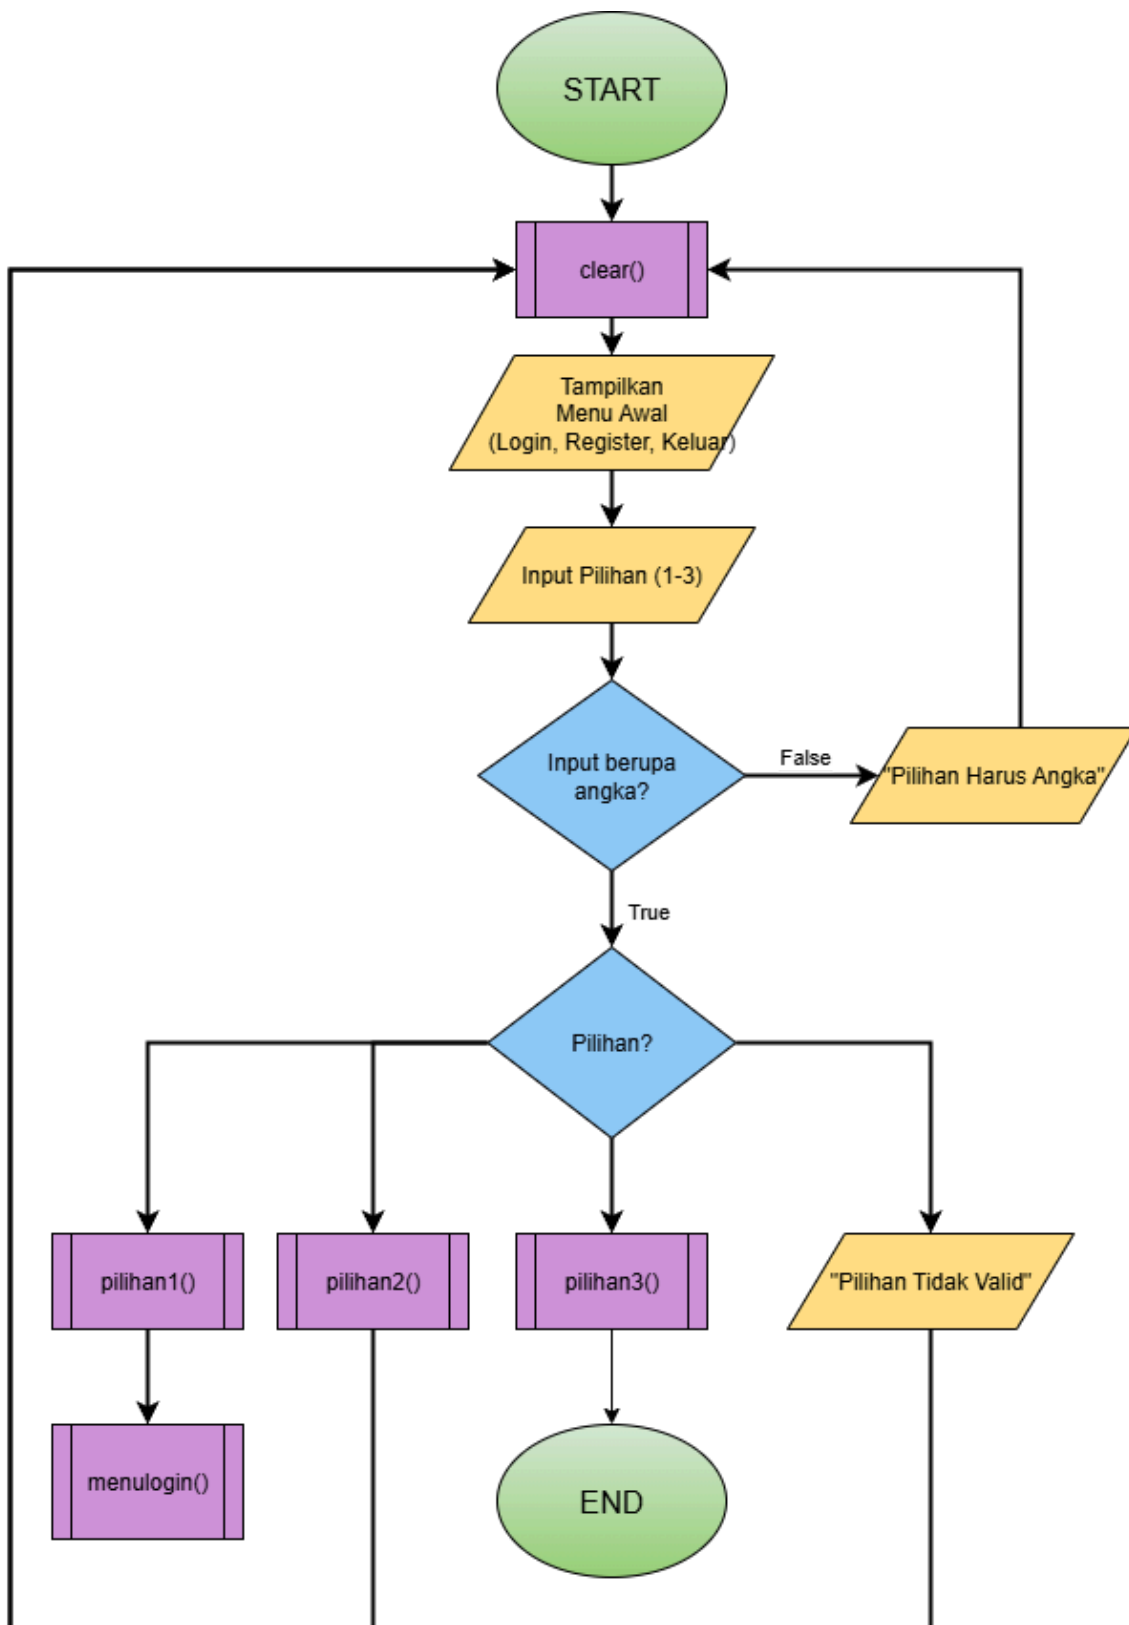 START
clear()
Tampilkan
Menu Awal
(Login, Register, Keluar)
Input Pilihan (1-3)
Input berupa
angka?
False
"Pilihan Harus Angka"
True
Pilihan?
pilihan1()
pilihan2()
pilihan3()
"Pilihan Tidak Valid"
menulogin()
END